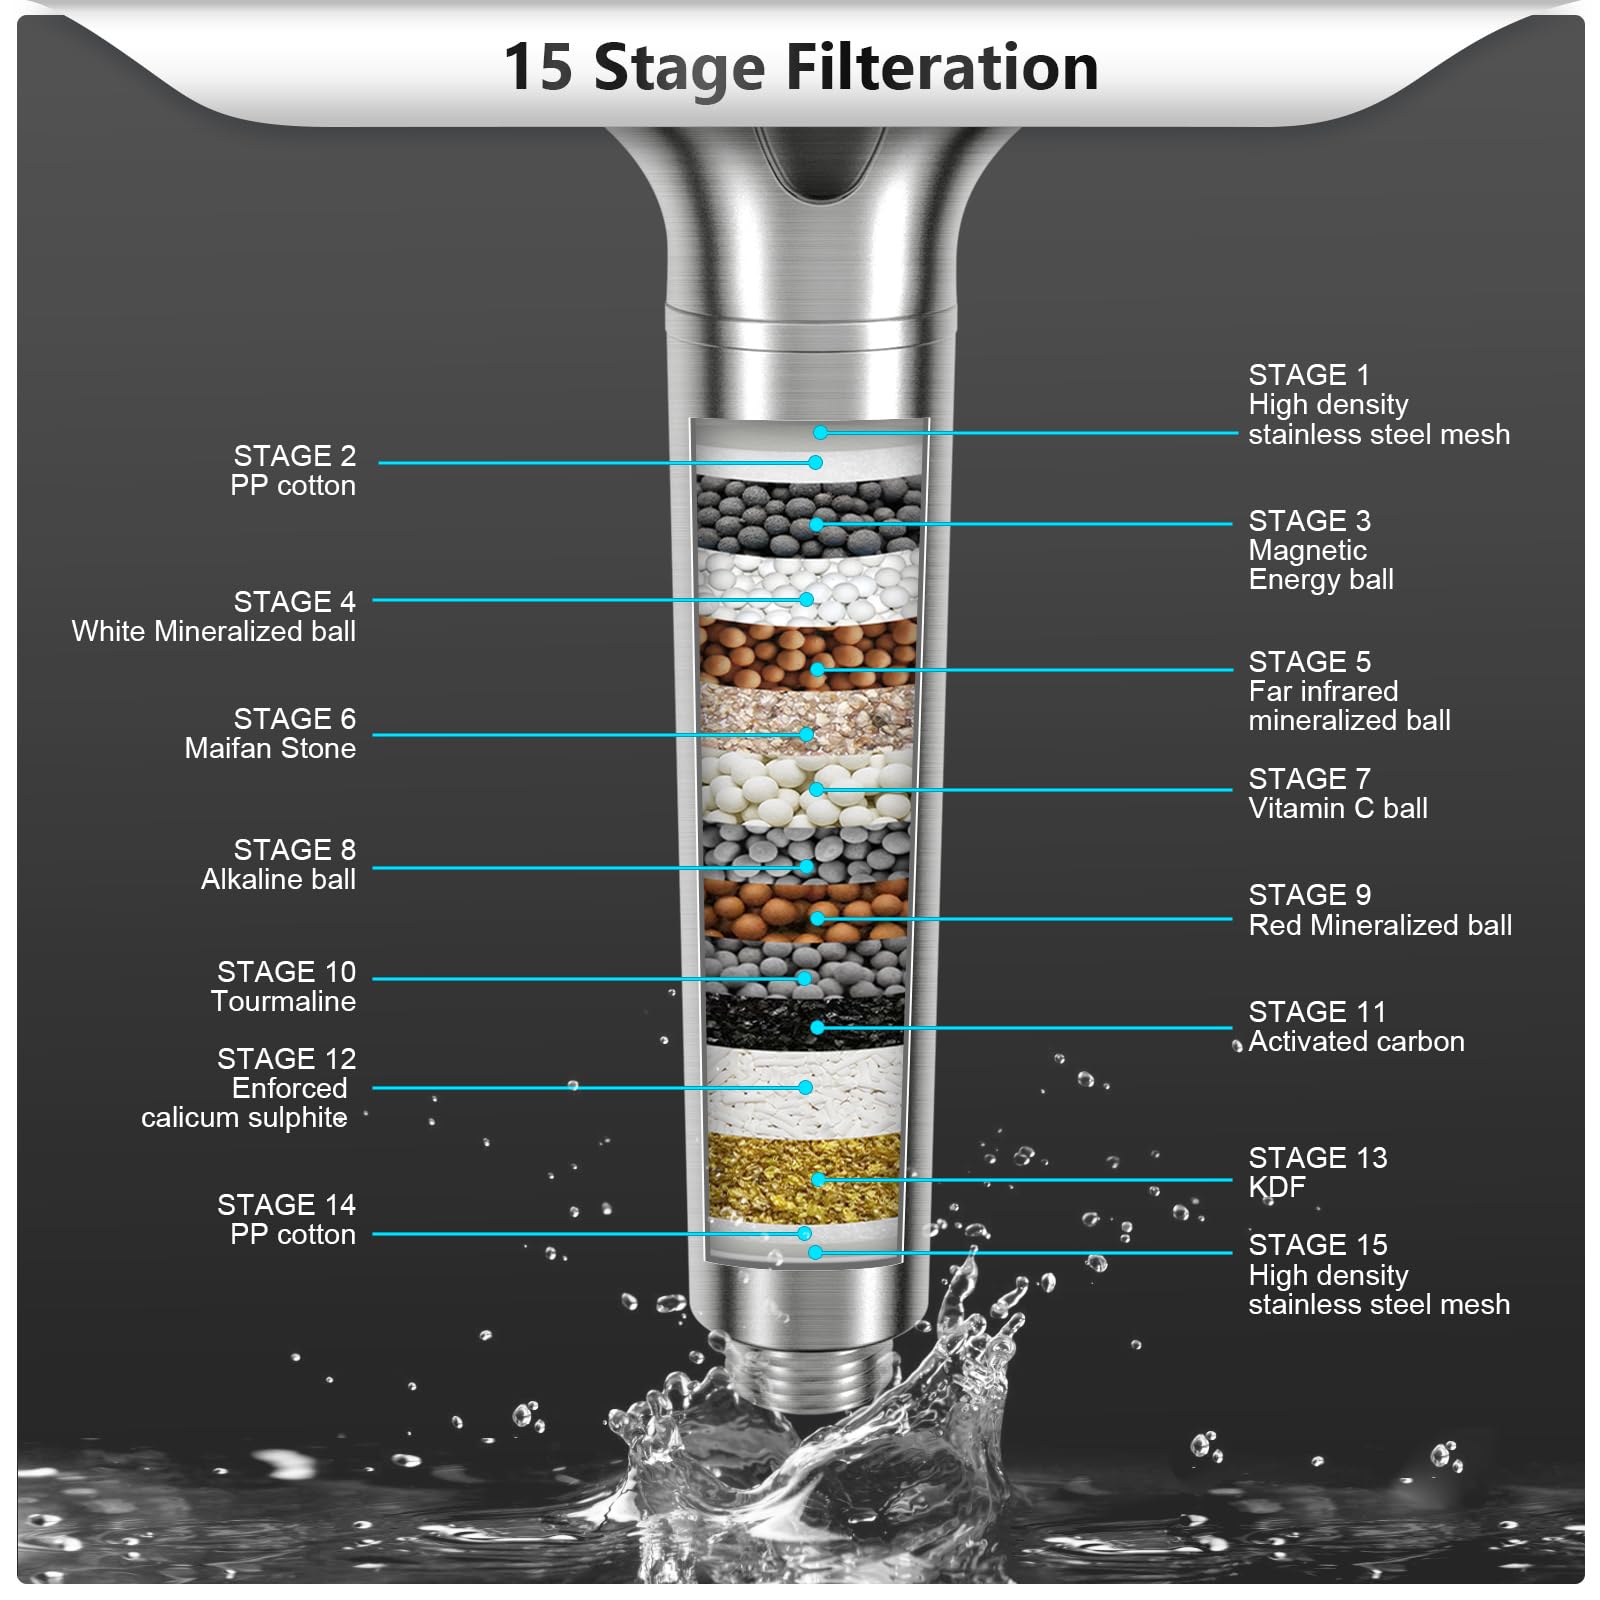 15 Stage Filteration
STAGE 1
High density
stainless steel mesh
STAGE 2
PP cotton
STAGE 3
Magnetic
Energy ball
STAGE 4
White Mineralized ball
STAGE 5
Far infrared
mineralized ball
STAGE 6
Maifan Stone
STAGE 7
Vitamin C ball
STAGE 8
Alkaline ball
STAGE 9
Red Mineralized ball
STAGE 10
Tourmaline
STAGE 11
Activated carbon
STAGE 12
Enforced
calicum sulphite
STAGE 13
KDF
STAGE 14
PP cotton
STAGE 15
High density
stainless steel mesh